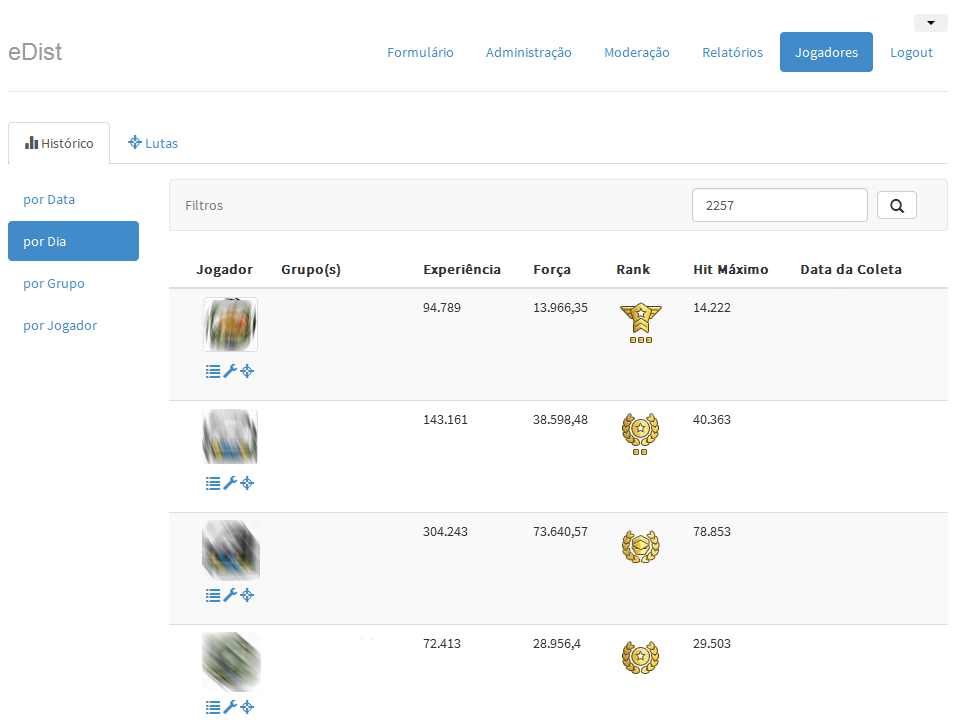 eDist
Formulário Administração Moderação Relatórios Jogadores Logout
Histórico Lutas
por Data
por Dia
por Grupo
por Jogador
Filtros 2257
Jogador Grupo(s) Experiência Força Rank Hit Máximo Data da Coleta
94.789 13.966,35 14.222
143.161 38.598,48 40.363
304.243 73.640,57 78.853
72.413 28.956,4 29.503